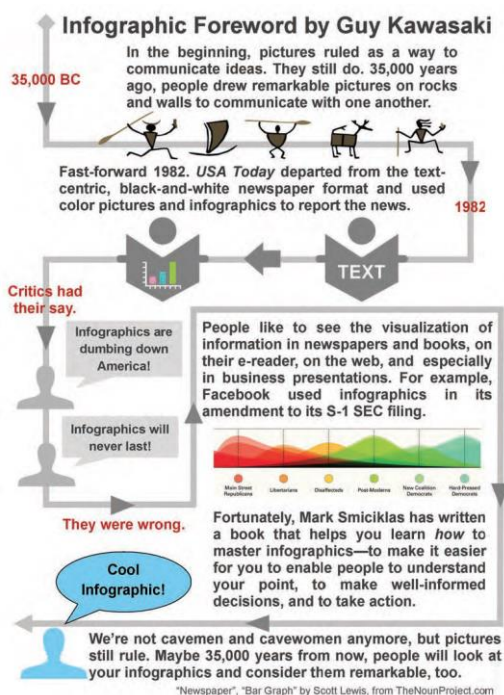 Infographic Foreword by Guy Kawasaki
35,000 BC
In the beginning, pictures ruled as a way to
communicate ideas. They still do. 35,000 years
ago, people drew remarkable pictures on rocks
and walls to communicate with one another.
Fast-forward 1982. USA Today departed from the text-
centric, black-and-white newspaper format and used
color pictures and infographics to report the news.
1982
TEXT
Critics had
their say.
Infographics are
dumbing down
America!
Infographics will
never last!
They were wrong.
People like to see the visualization of
information in newspapers and books, on
their e-reader, on the web, and especially
in business presentations. For example,
Facebook used infographics in its
amendment to its S-1 SEC filing.
Main Street
Republicans
Libertarians
Disaffecteds
Post-Moderns
New Coalition
Democrats
Hard-Pressed
Democrats
Fortunately, Mark Smiciklas has written
a book that helps you learn how to
master infographics—to make it easier
for you to enable people to understand
your point, to make well-informed
decisions, and to take action.
Cool
Infographic!
We're not cavemen and cavewomen anymore, but pictures
still rule. Maybe 35,000 years from now, people will look at
your infographics and consider them remarkable, too.
"Newspaper", "Bar Graph" by Scott Lewis, from TheNounProject.com